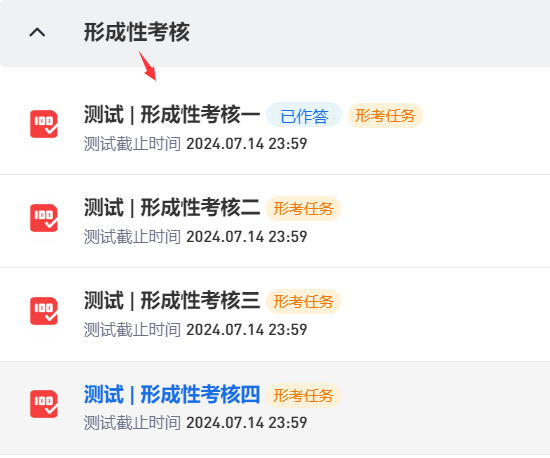 形成性考核
100 测试 | 形成性考核一 已作答 形考任务
测试截止时间 2024.07.14 23:59
100 测试 | 形成性考核二 形考任务
测试截止时间 2024.07.14 23:59
100 测试 | 形成性考核三 形考任务
测试截止时间 2024.07.14 23:59
100 测试 | 形成性考核四 形考任务
测试截止时间 2024.07.14 23:59